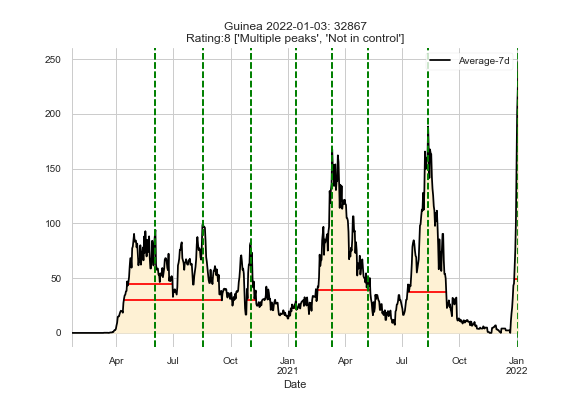 Guinea 2022-01-03: 32867
Rating:8 ['Multiple peaks', 'Not in control']
Average-7d
250
200
150
100
50
0
Apr
Jul
Oct
Jan
2021
Apr
Jul
Oct
Jan
2022
Date